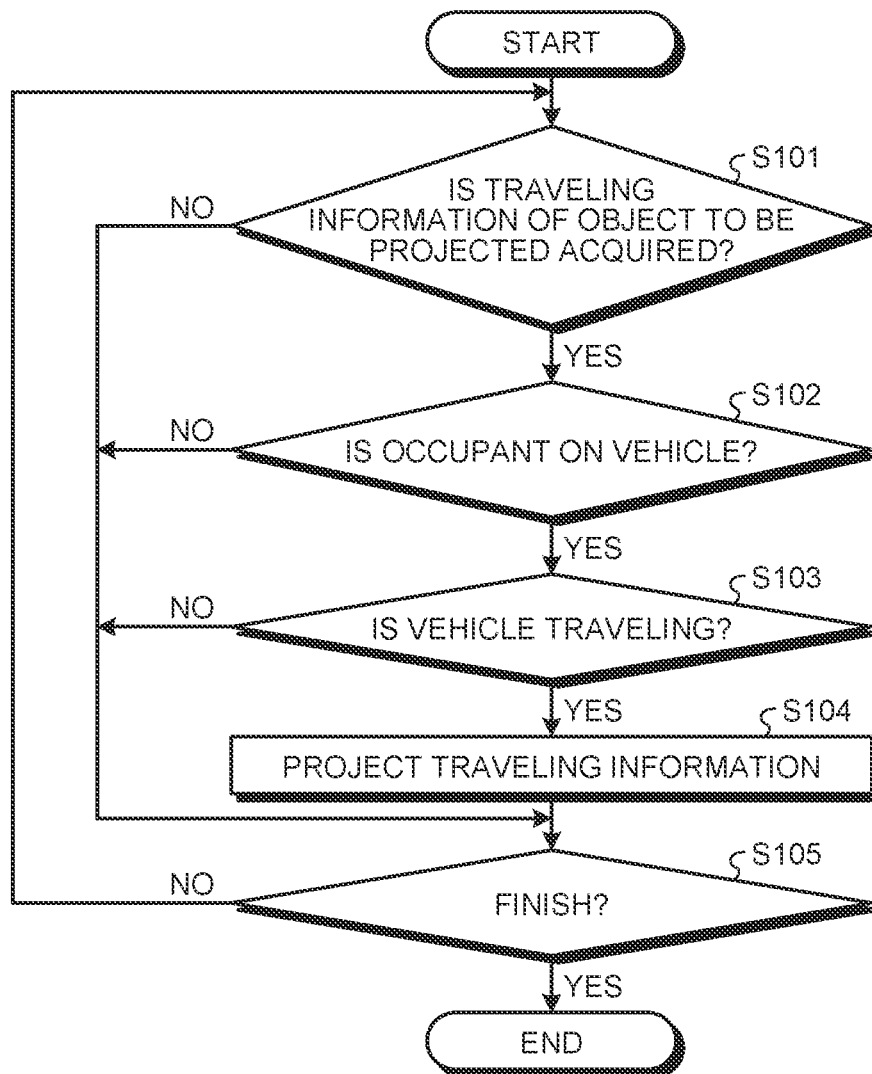 START
S101
NO
IS TRAVELING
INFORMATION OF OBJECT TO BE
PROJECTED ACQUIRED?
YES
S102
NO
IS OCCUPANT ON VEHICLE?
YES
S103
NO
IS VEHICLE TRAVELING?
YES
S104
PROJECT TRAVELING INFORMATION
S105
NO
FINISH?
YES
END